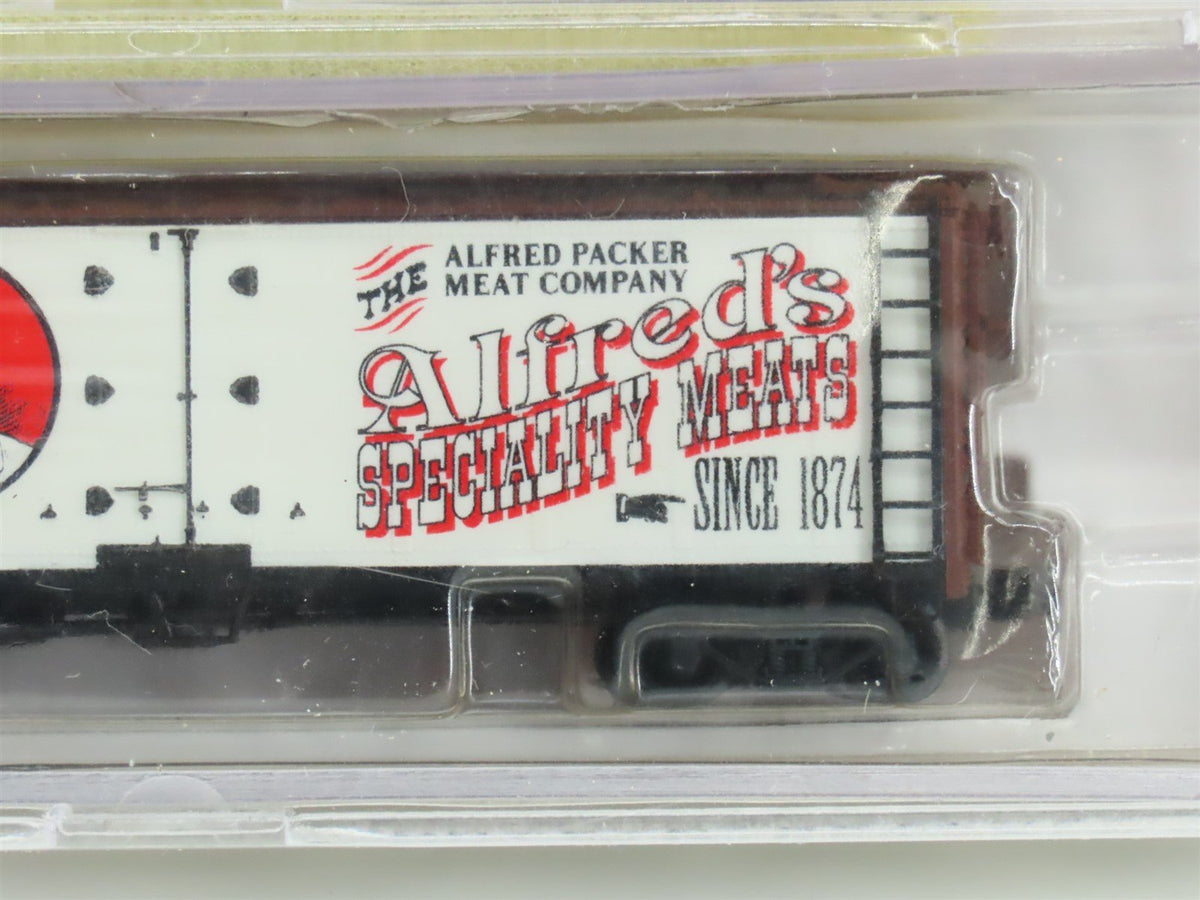 THE ALFRED PACKER
MEAT COMPANY
Alfred's
SPECIALITY MEATS
SINCE 1874